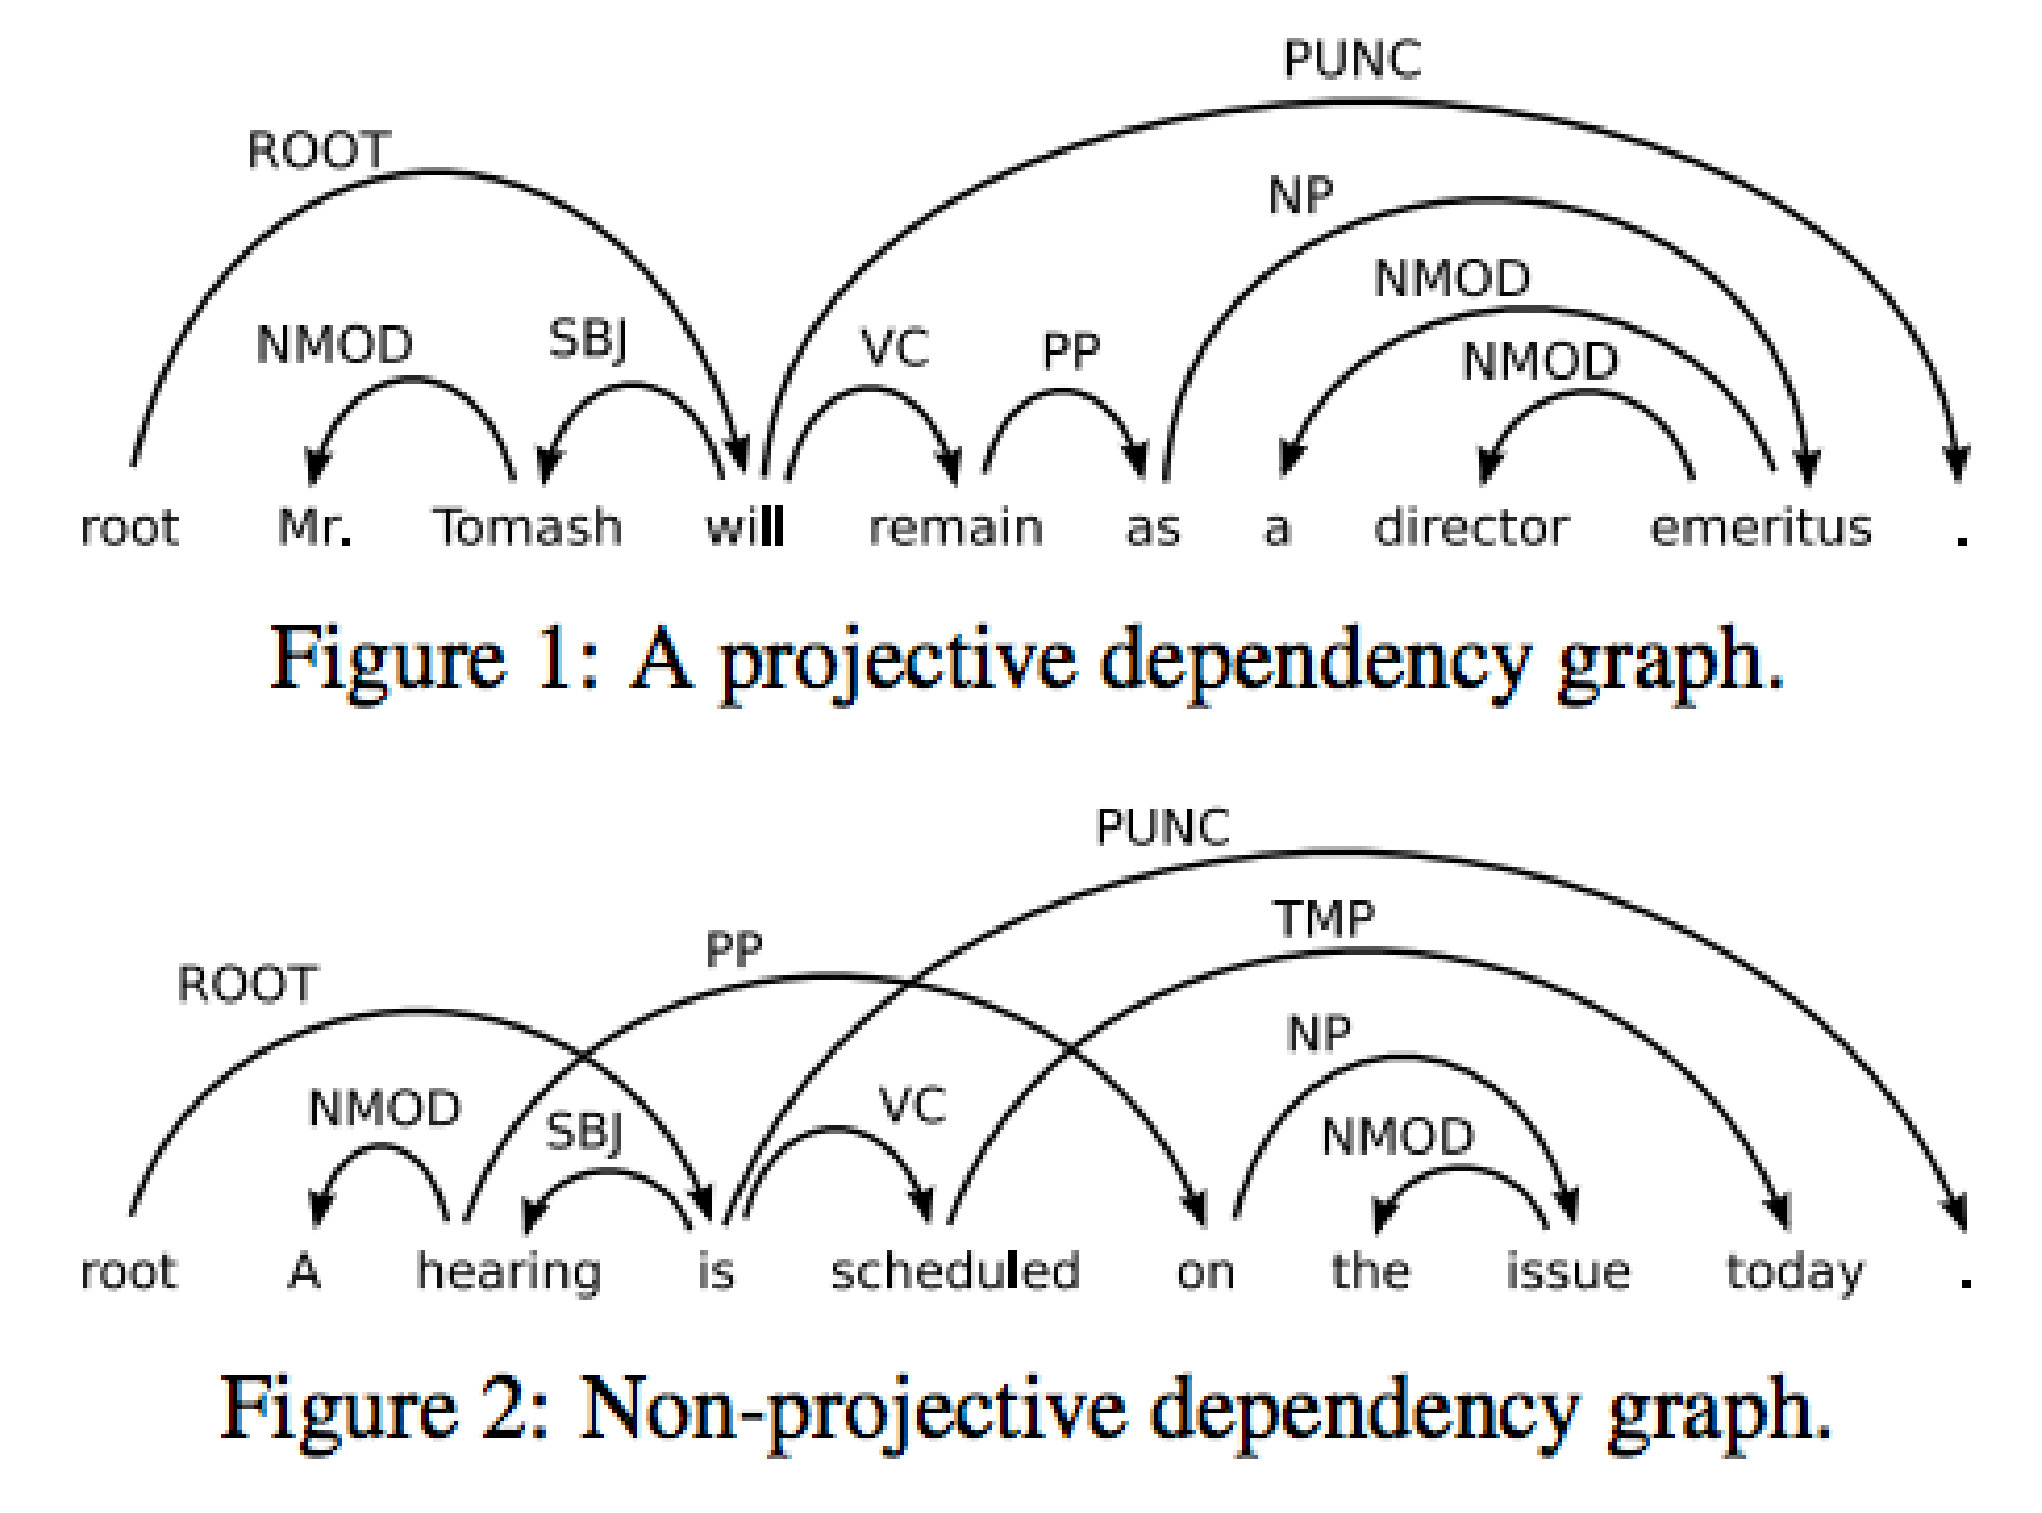 PUNC
ROOT
NP
NMOD
NMOD SBJ VC PP NMOD
root Mr. Tomash will remain as a director emeritus .
Figure 1: A projective dependency graph.
PUNC
TMP
PP
ROOT
NP
NMOD SBJ VC NMOD
root A hearing is scheduled on the issue today .
Figure 2: Non-projective dependency graph.